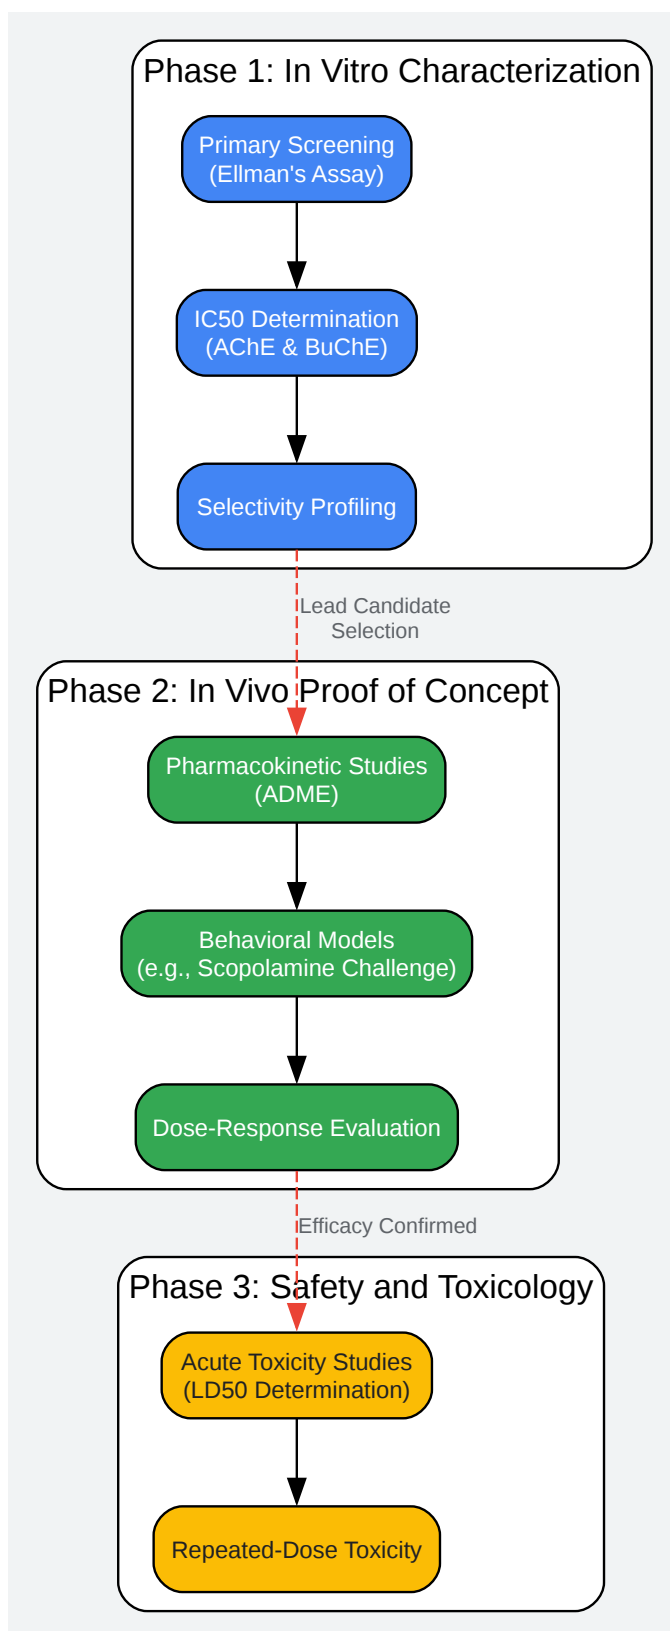 Phase 1: In Vitro Characterization
Primary Screening
(Ellman's Assay)
IC50 Determination
(AChE & BuChE)
Selectivity Profiling
Lead Candidate
Selection
Phase 2: In Vivo Proof of Concept
Pharmacokinetic Studies
(ADME)
Behavioral Models
(e.g., Scopolamine Challenge)
Dose-Response Evaluation
Efficacy Confirmed
Phase 3: Safety and Toxicology
Acute Toxicity Studies
(LD50 Determination)
Repeated-Dose Toxicity